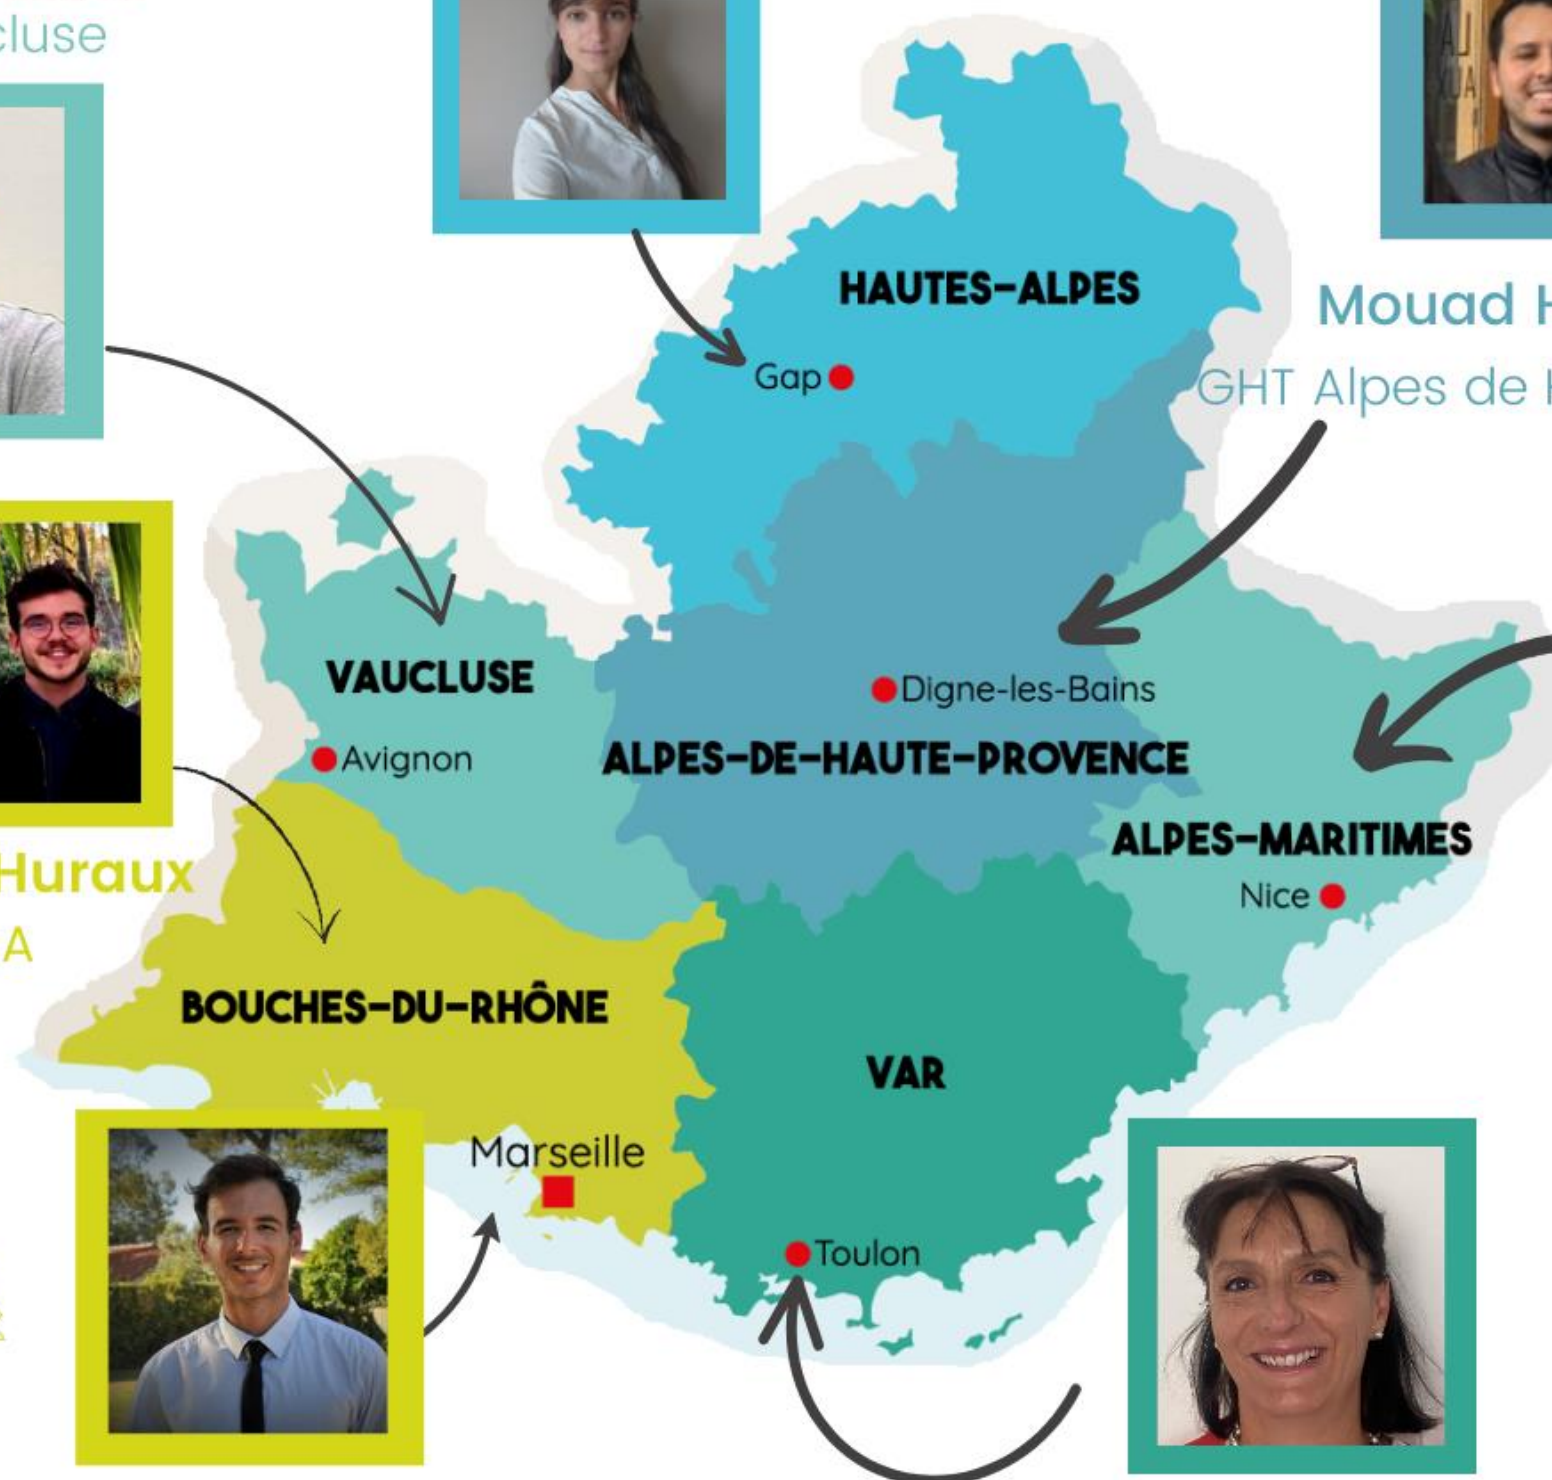 cluse
HAUTES-ALPES
Mouad H
Gap
GHT Alpes de H
VAUCLUSE
Digne-les-Bains
Avignon
ALPES-DE-HAUTE-PROVENCE
ALPES-MARITIMES
Huraux
Nice
A
BOUCHES-DU-RHÔNE
VAR
Marseille
Toulon